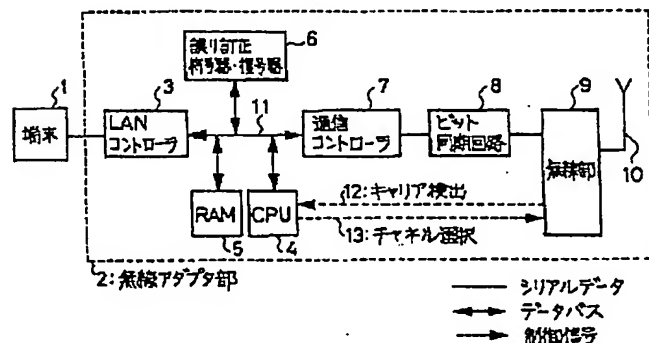 6
誤り訂正
符号器・復号器
1
端末
3
LAN
コントローラ
11
7
通信
コントローラ
8
ビット
同期回路
9
無線部
10
RAM
5
CPU
4
12:キャリア検出
13:チャネル選択
2:無線アダプタ部
シリアルデータ
データバス
制御信号